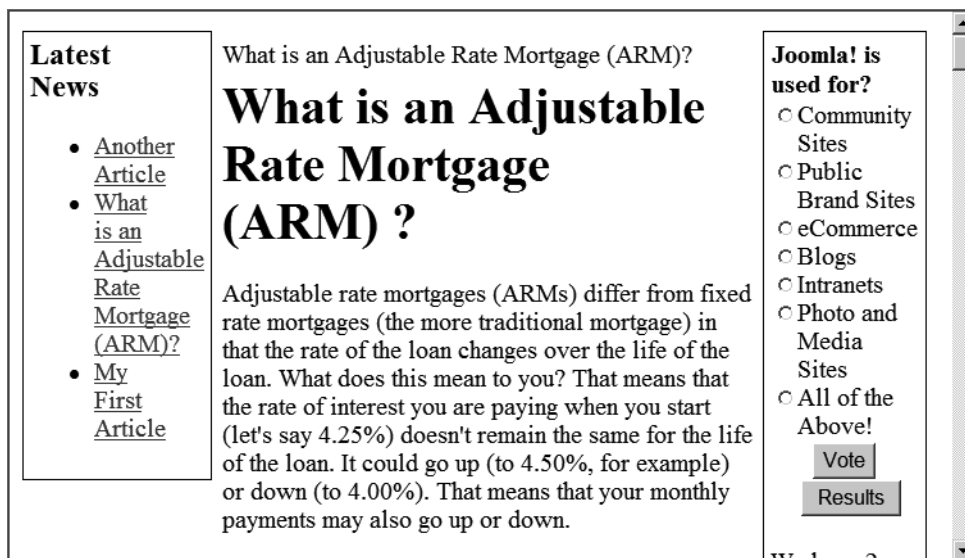 Latest
News
Another
Article
What
is an
Adjustable
Rate
Mortgage
(ARM)?
My
First
Article
What is an Adjustable Rate Mortgage (ARM)?
What is an Adjustable
Rate Mortgage
(ARM) ?
Adjustable rate mortgages (ARMs) differ from fixed
rate mortgages (the more traditional mortgage) in
that the rate of the loan changes over the life of the
loan. What does this mean to you? That means that
the rate of interest you are paying when you start
(let's say 4.25%) doesn't remain the same for the life
of the loan. It could go up (to 4.50%, for example)
or down (to 4.00%). That means that your monthly
payments may also go up or down.
Joomla! is
used for?
Community
Sites
Public
Brand Sites
eCommerce
Blogs
Intranets
Photo and
Media
Sites
All of the
Above!
Vote
Results